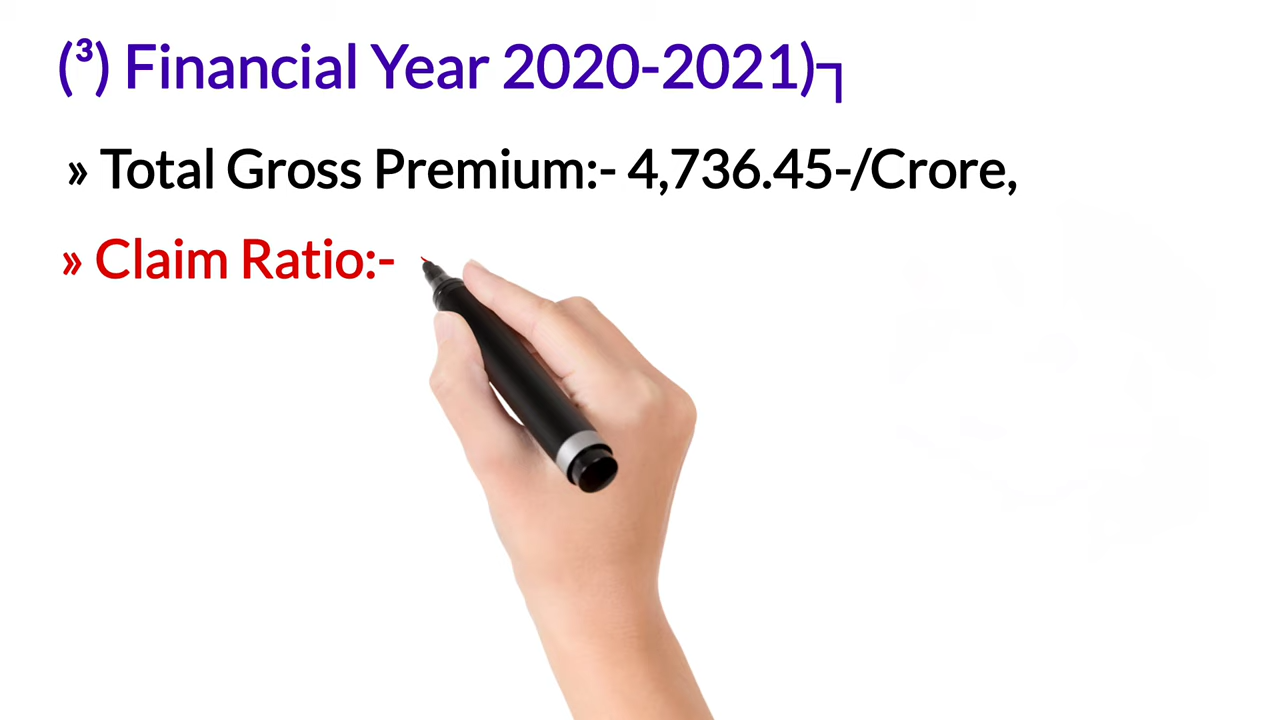 (³) Financial Year 2020-2021)┐
» Total Gross Premium:- 4,736.45-/Crore,
» Claim Ratio:-